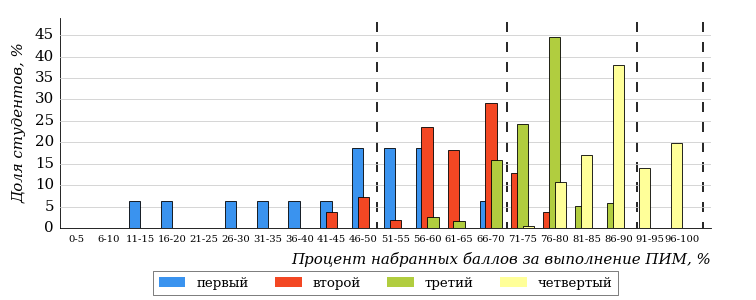 Доля студентов, %
45
40
35
30
25
20
15
10
5
0
0-5 6-10 11-15 16-20 21-25 26-30 31-35 36-40 41-45 46-50 51-55 56-60 61-65 66-70 71-75 76-80 81-85 86-90 91-95 96-100
Процент набранных баллов за выполнение ПИМ, %
первый второй третий четвертый